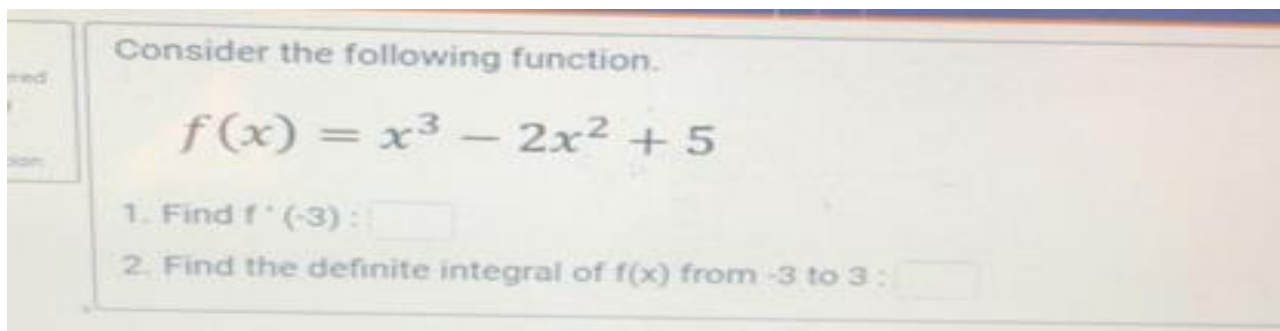 Consider the following function.
f(x) = x³ − 2x² + 5
1. Find f ' (-3) :
2. Find the definite integral of f(x) from -3 to 3 :